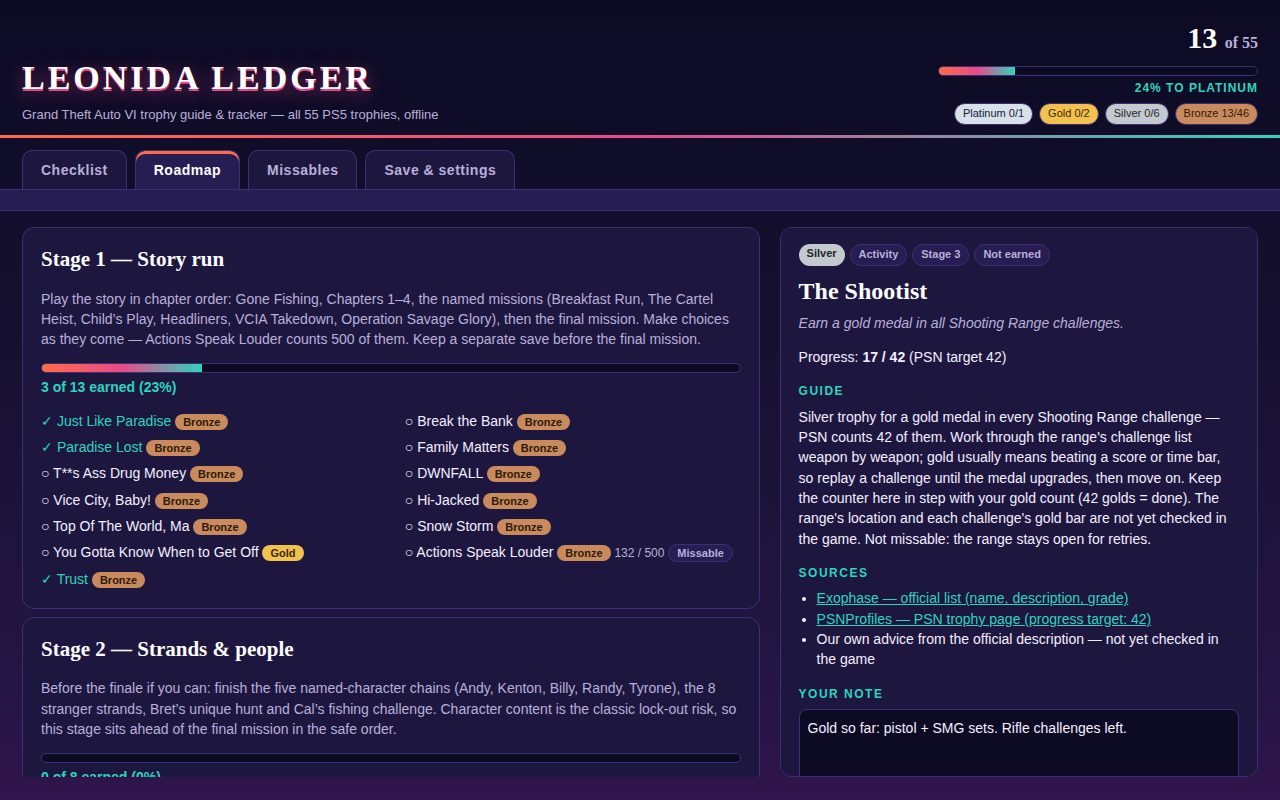 LEONIDA LEDGER
Grand Theft Auto VI trophy guide & tracker — all 55 PS5 trophies, offline
13 of 55
24% TO PLATINUM
Platinum 0/1 Gold 0/2 Silver 0/6 Bronze 13/46
Checklist Roadmap Missables Save & settings
Stage 1 — Story run
Play the story in chapter order: Gone Fishing, Chapters 1–4, the named missions (Breakfast Run, The Cartel
Heist, Child’s Play, Headliners, VCIA Takedown, Operation Savage Glory), then the final mission. Make choices
as they come — Actions Speak Louder counts 500 of them. Keep a separate save before the final mission.
3 of 13 earned (23%)
✓ Just Like Paradise Bronze
✓ Paradise Lost Bronze
○ T**s Ass Drug Money Bronze
○ Vice City, Baby! Bronze
○ Top Of The World, Ma Bronze
○ You Gotta Know When to Get Off Gold
✓ Trust Bronze
○ Break the Bank Bronze
○ Family Matters Bronze
○ DWNFALL Bronze
○ Hi-Jacked Bronze
○ Snow Storm Bronze
○ Actions Speak Louder Bronze 132 / 500 Missable
Stage 2 — Strands & people
Before the finale if you can: finish the five named-character chains (Andy, Kenton, Billy, Randy, Tyrone), the 8
stranger strands, Bret’s unique hunt and Cal’s fishing challenge. Character content is the classic lock-out risk, so
this stage sits ahead of the final mission in the safe order.
0 of 8 earned (0%)
Silver Activity Stage 3 Not earned
The Shootist
Earn a gold medal in all Shooting Range challenges.
Progress: 17 / 42 (PSN target 42)
GUIDE
Silver trophy for a gold medal in every Shooting Range challenge —
PSN counts 42 of them. Work through the range's challenge list
weapon by weapon; gold usually means beating a score or time bar,
so replay a challenge until the medal upgrades, then move on. Keep
the counter here in step with your gold count (42 golds = done). The
range's location and each challenge's gold bar are not yet checked in
the game. Not missable: the range stays open for retries.
SOURCES
• Exophase — official list (name, description, grade)
• PSNProfiles — PSN trophy page (progress target: 42)
• Our own advice from the official description — not yet checked in
the game
YOUR NOTE
Gold so far: pistol + SMG sets. Rifle challenges left.